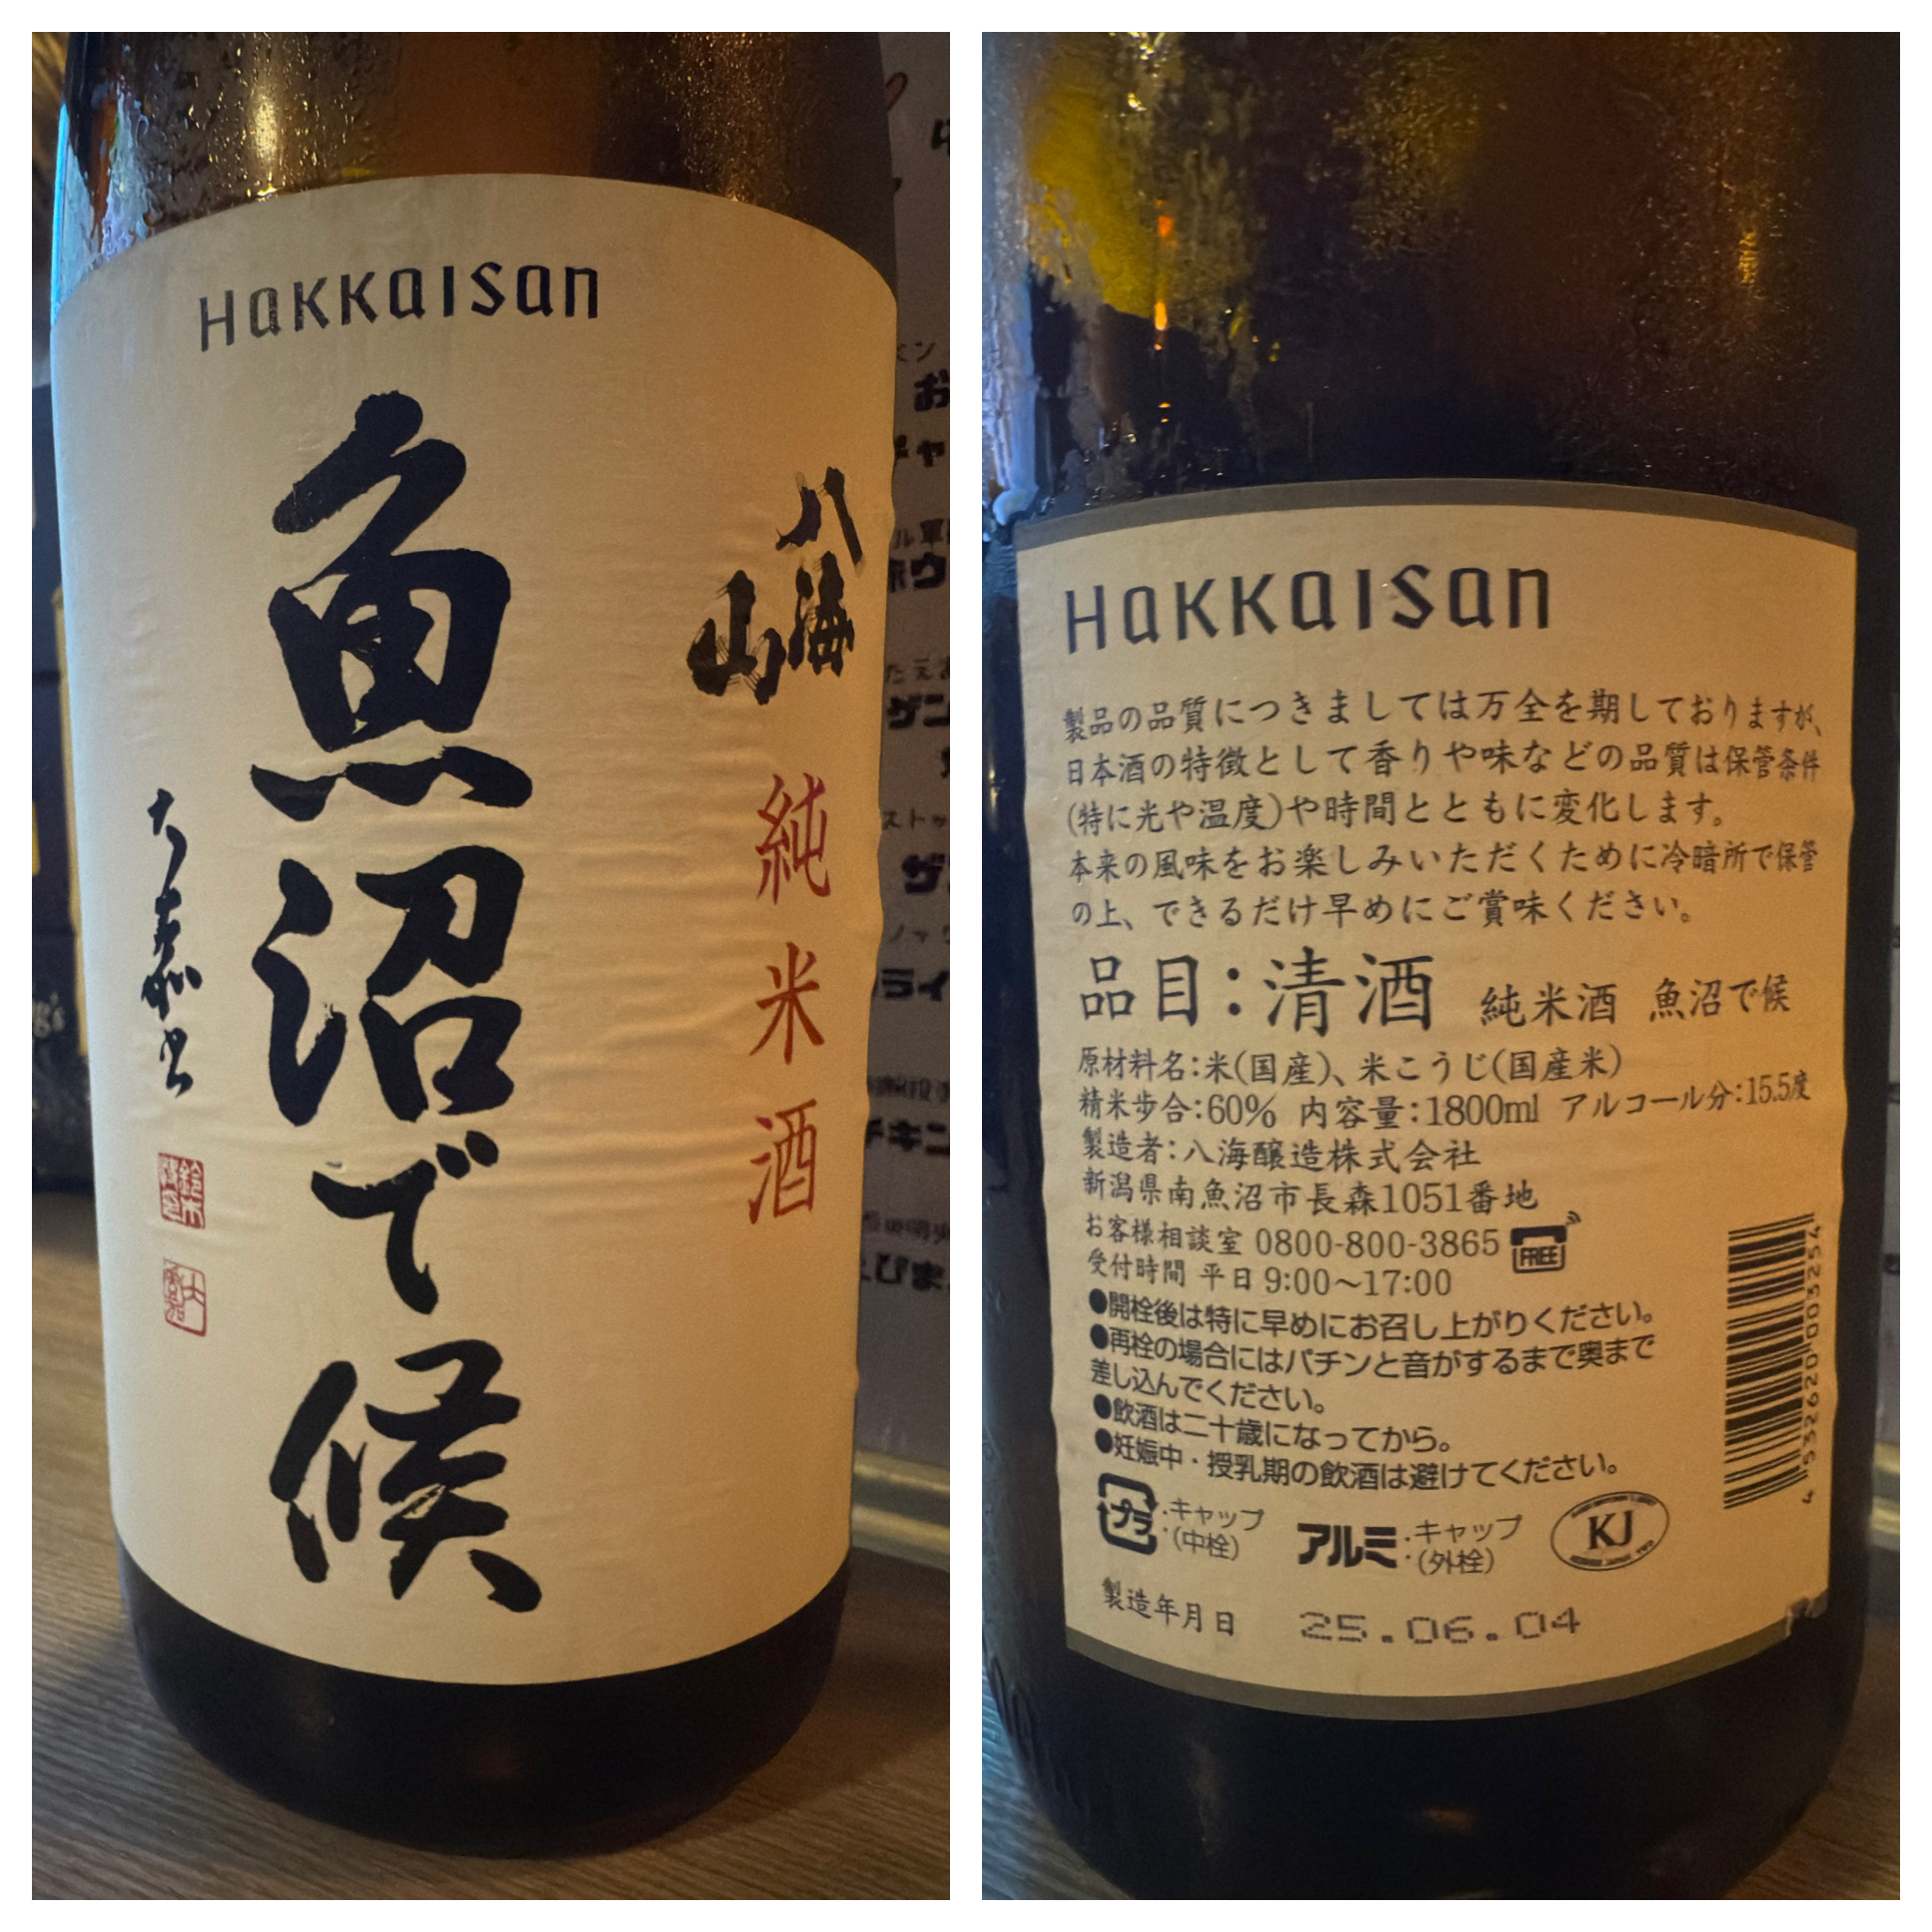 Hakkaisan
八海山
純米酒
魚沼で候
Hakkaisan
製品の品質につきましては万全を期しておりますが、
日本酒の特徴として香りや味などの品質は保管条件
(特に光や温度)や時間とともに変化します。
本来の風味をお楽しみいただくために冷暗所で保管
の上、できるだけ早めにご賞味ください。
品目：清酒 純米酒 魚沼で候
原材料名：米(国産)、米こうじ(国産米)
精米歩合：60% 内容量：1800ml アルコール分：15.5度
製造者：八海醸造株式会社
新潟県南魚沼市長森1051番地
お客様相談室 0800-800-3865 FREE
受付時間 平日9:00～17:00
●開栓後は特に早めにお召し上がりください。
●再栓の場合にはパチンと音がするまで奥まで
差し込んでください。
●飲酒は二十歳になってから。
●妊娠中・授乳期の飲酒は避けてください。
プラ：キャップ(中栓)
アルミ：キャップ(外栓)
KJ
4 532620 003254
製造年月日 25.06.04